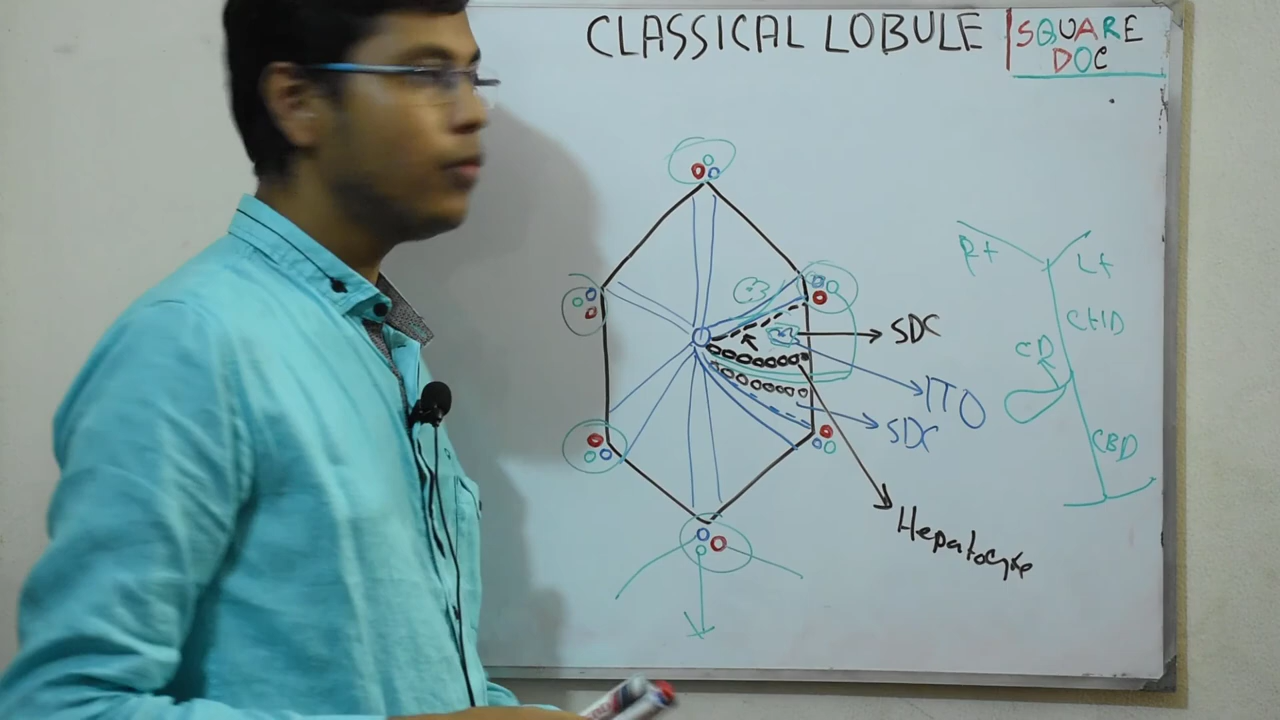 CLASSICAL LOBULE
SQUARE
DOC
Rt
Lt
CHD
CD
CBD
SDC
ITO
SDC
Hepatocyte